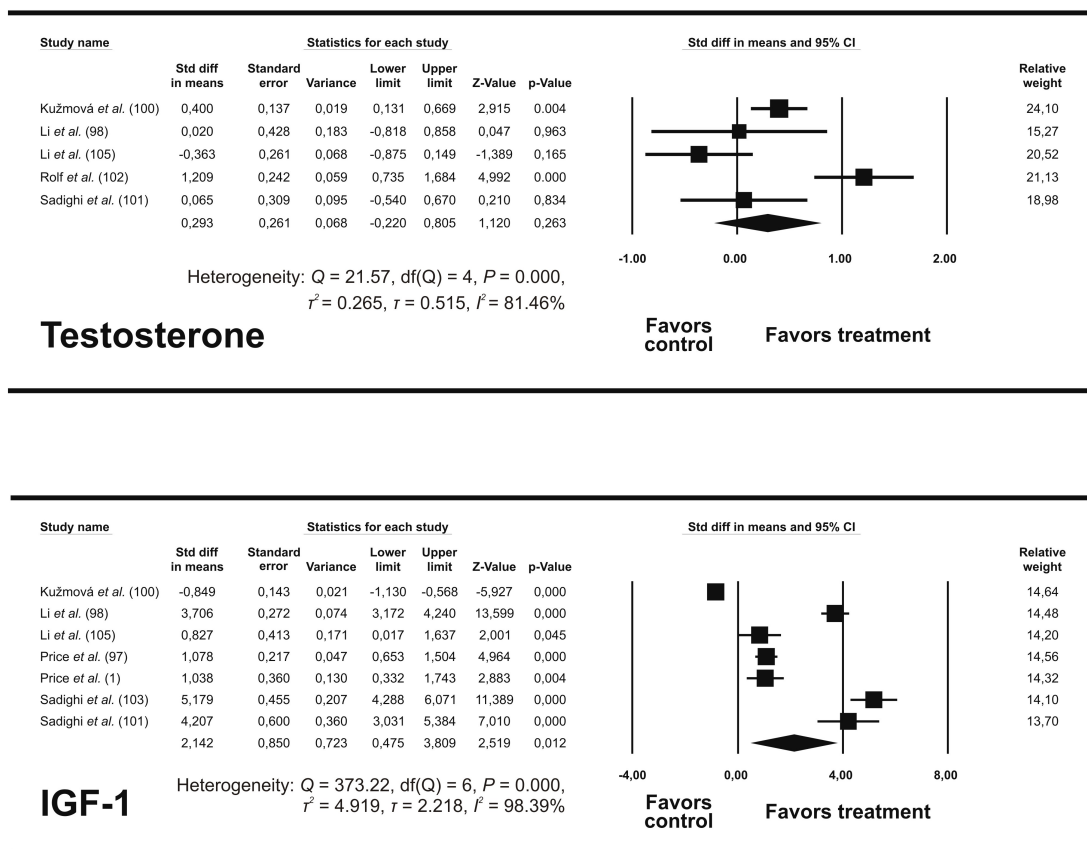 Study name Statistics for each study Std diff in means and 95% CI
Std diff Standard Lower Upper Relative
in means error Variance limit limit Z-Value p-Value weight
Kužmová et al. (100) 0,400 0,137 0,019 0,131 0,669 2,915 0.004 24,10
Li et al. (98) 0,020 0,428 0,183 -0,818 0,858 0,047 0,963 15,27
Li et al. (105) -0,363 0,261 0,068 -0,875 0,149 -1,389 0,165 20,52
Rolf et al. (102) 1,209 0,242 0,059 0,735 1,684 4,992 0.000 21,13
Sadighi et al. (101) 0,065 0,309 0,095 -0,540 0,670 0,210 0,834 18,98
0,293 0,261 0,068 -0,220 0,805 1,120 0,263
-1.00 0.00 1.00 2.00
Heterogeneity: Q = 21.57, df(Q) = 4, P = 0.000,
τ² = 0.265, τ = 0.515, I² = 81.46%
Testosterone
Favors
control
Favors treatment
Study name Statistics for each study Std diff in means and 95% CI
Std diff Standard Lower Upper Relative
in means error Variance limit limit Z-Value p-Value weight
Kužmová et al. (100) -0,849 0,143 0,021 -1,130 -0,568 -5,927 0,000 14,64
Li et al. (98) 3,706 0,272 0,074 3,172 4,240 13,599 0,000 14,48
Li et al. (105) 0,827 0,413 0,171 0,017 1,637 2,001 0,045 14,20
Price et al. (97) 1,078 0,217 0,047 0,653 1,504 4,964 0,000 14,56
Price et al. (1) 1,038 0,360 0,130 0,332 1,743 2,883 0,004 14,32
Sadighi et al. (103) 5,179 0,455 0,207 4,288 6,071 11,389 0,000 14,10
Sadighi et al. (101) 4,207 0,600 0,360 3,031 5,384 7,010 0,000 13,70
2,142 0,850 0,723 0,475 3,809 2,519 0,012
-4,00 0,00 4,00 8,00
Heterogeneity: Q = 373.22, df(Q) = 6, P = 0.000,
τ² = 4.919, τ = 2.218, I² = 98.39%
IGF-1
Favors
control
Favors treatment